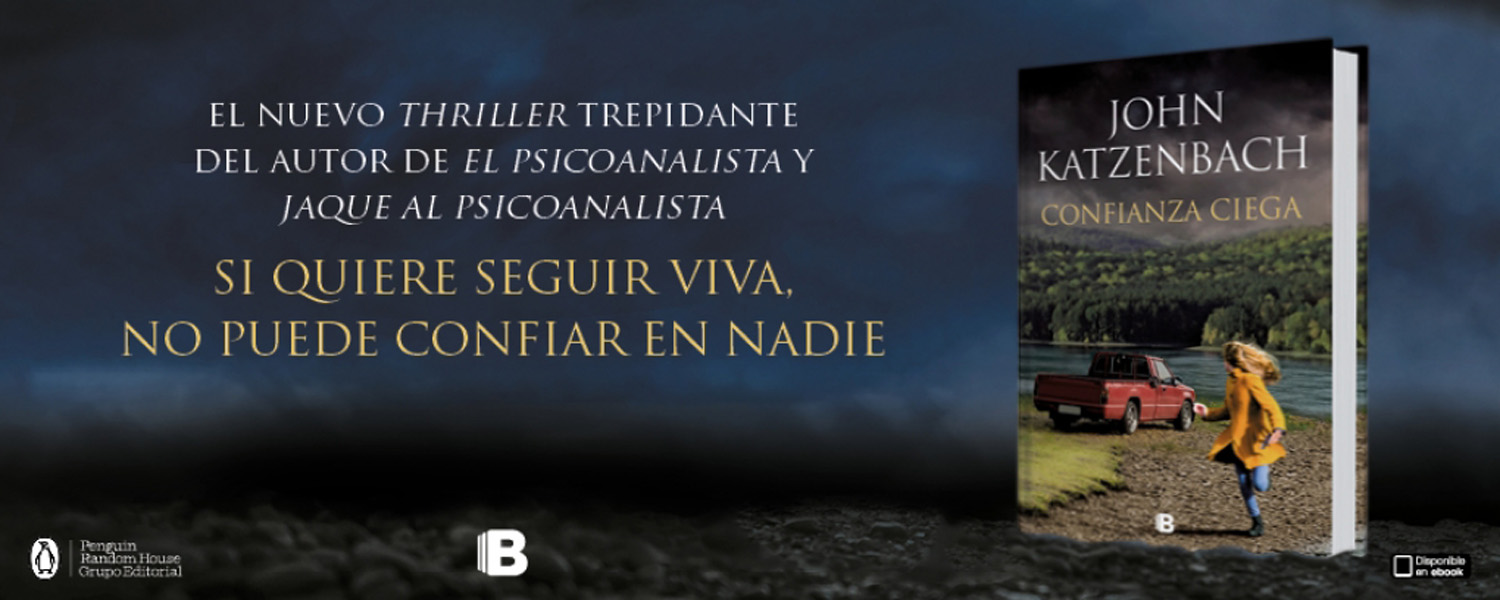 EL NUEVO THRILLER TREPIDANTE
DEL AUTOR DE EL PSICOANALISTA Y
JAQUE AL PSICOANALISTA
SI QUIERE SEGUIR VIVA,
NO PUEDE CONFIAR EN NADIE
JOHN
KATZENBACH
CONFIANZA CIEGA
B
Penguin
Random House
Grupo Editorial
B
Disponible
en ebook